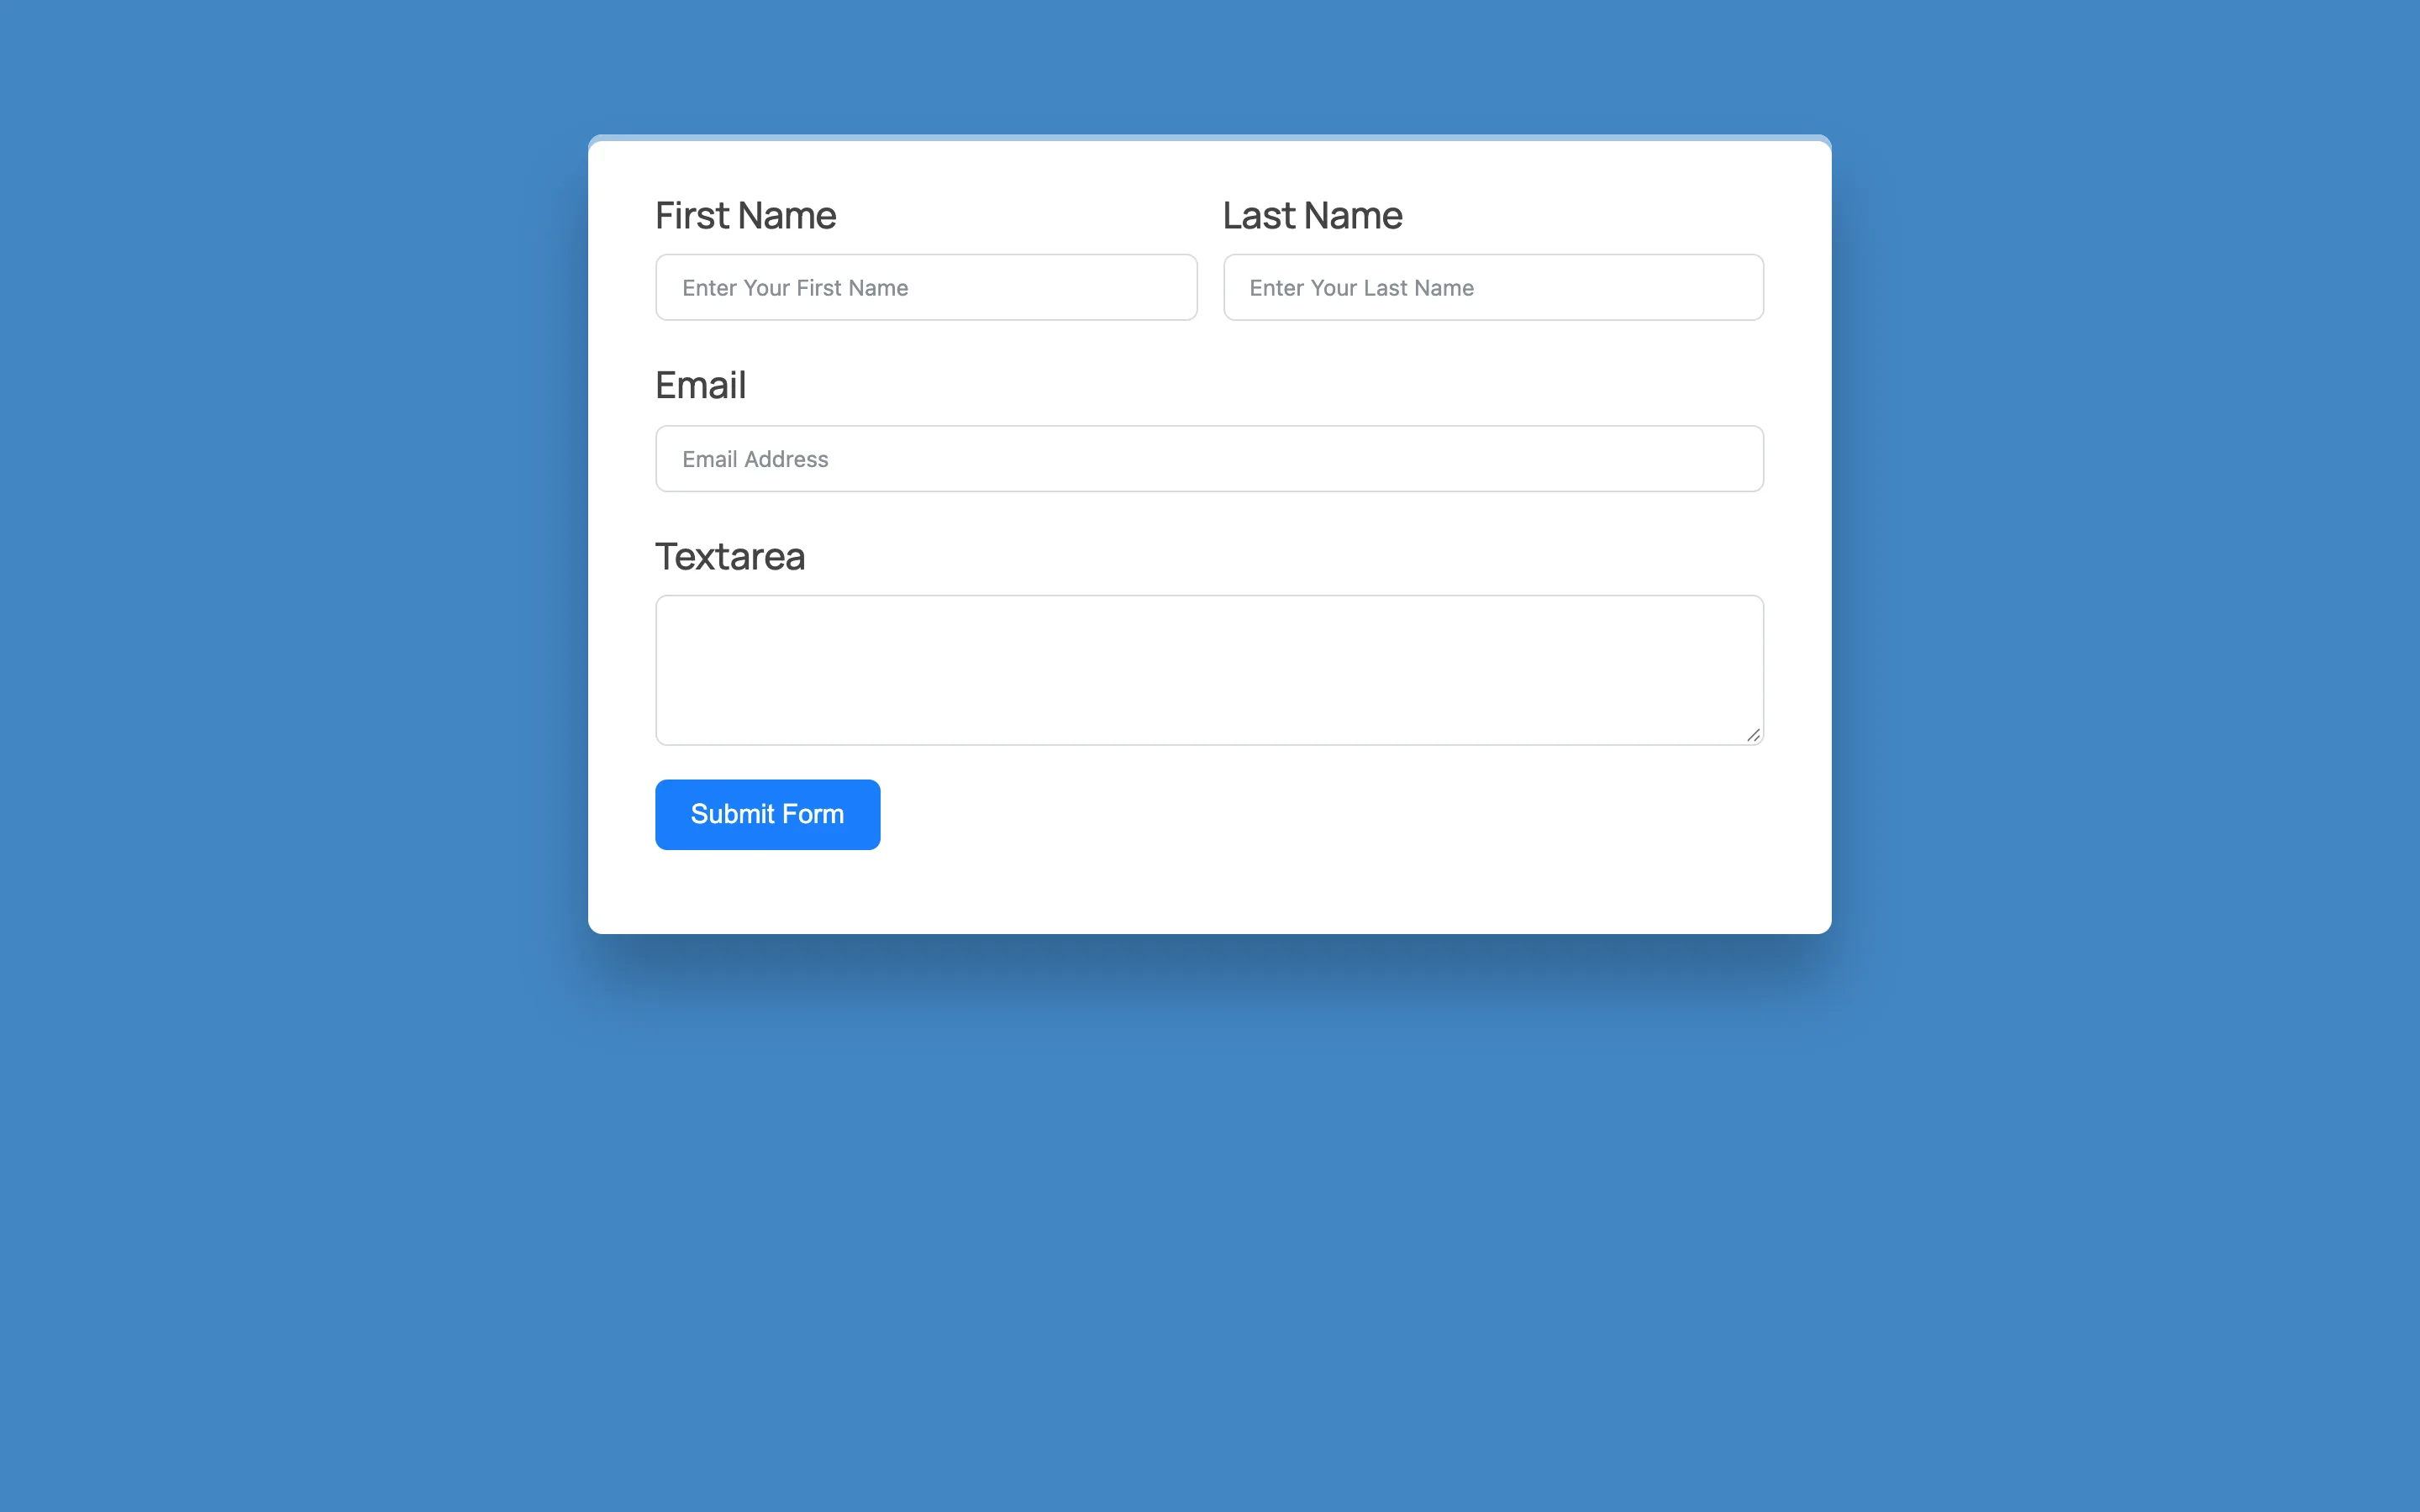 First Name
Last Name
Enter Your First Name
Enter Your Last Name
Email
Email Address
Textarea
Submit Form